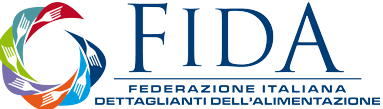 FIDA
FEDERAZIONE ITALIANA
DETTAGLIANTI DELL'ALIMENTAZIONE